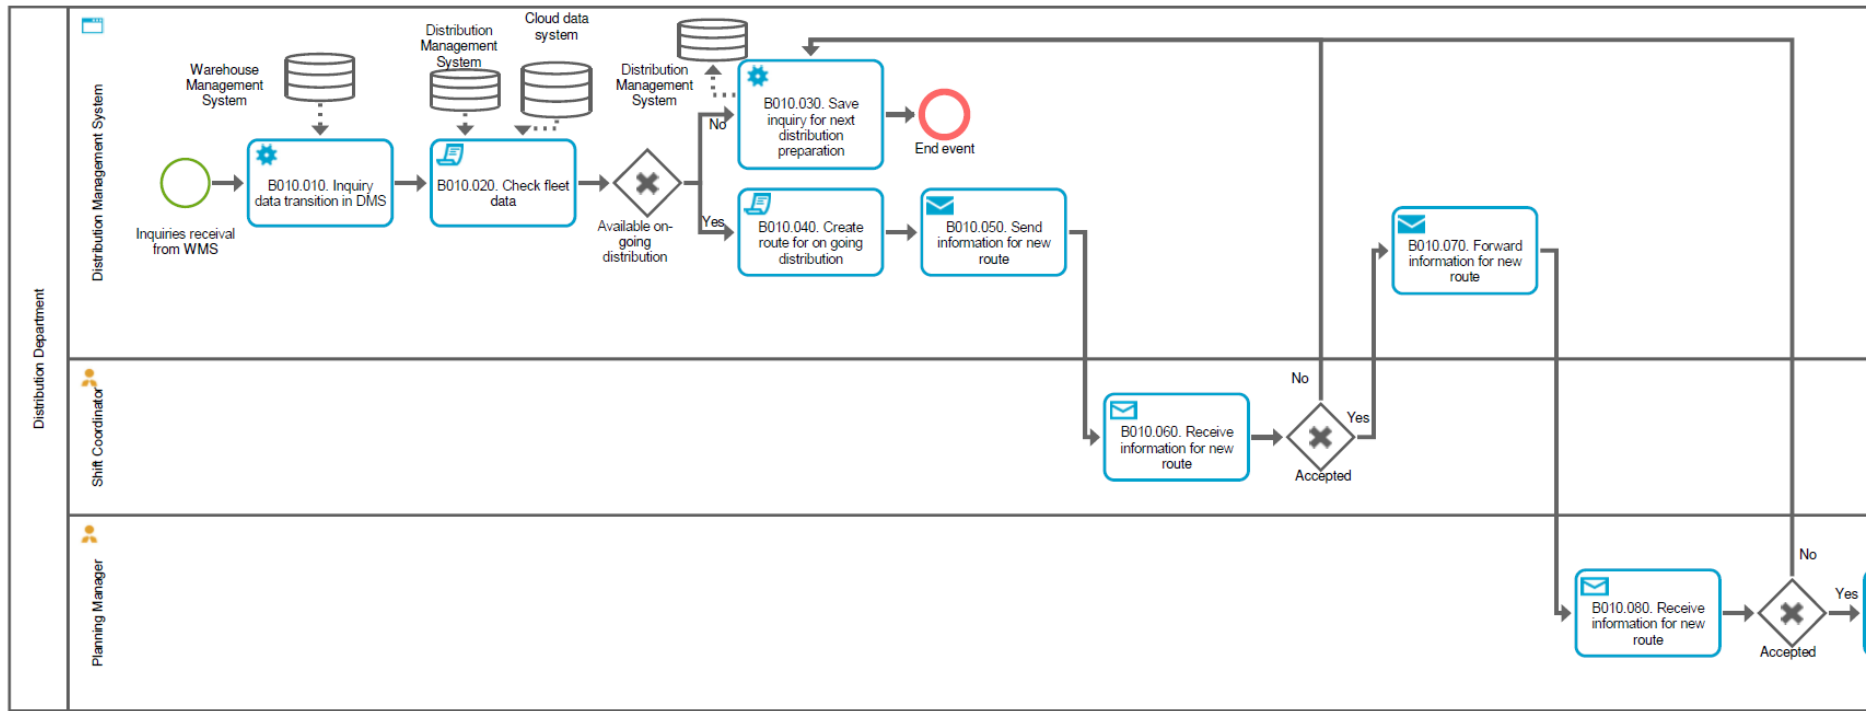 Distribution Department
Distribution Management System
Warehouse
Management
System
Distribution
Management
System
Cloud data
system
Distribution
Management
System
Inquiries receival
from WMS
B010.010. Inquiry
data transition in DMS
B010.020. Check fleet
data
Available on-
going
distribution
No
Yes
B010.030. Save
inquiry for next
distribution
preparation
End event
B010.040. Create
route for on going
distribution
B010.050. Send
information for new
route
B010.070. Forward
information for new
route
Shift Coordinator
B010.060. Receive
information for new
route
No
Yes
Accepted
Planning Manager
B010.080. Receive
information for new
route
No
Yes
Accepted